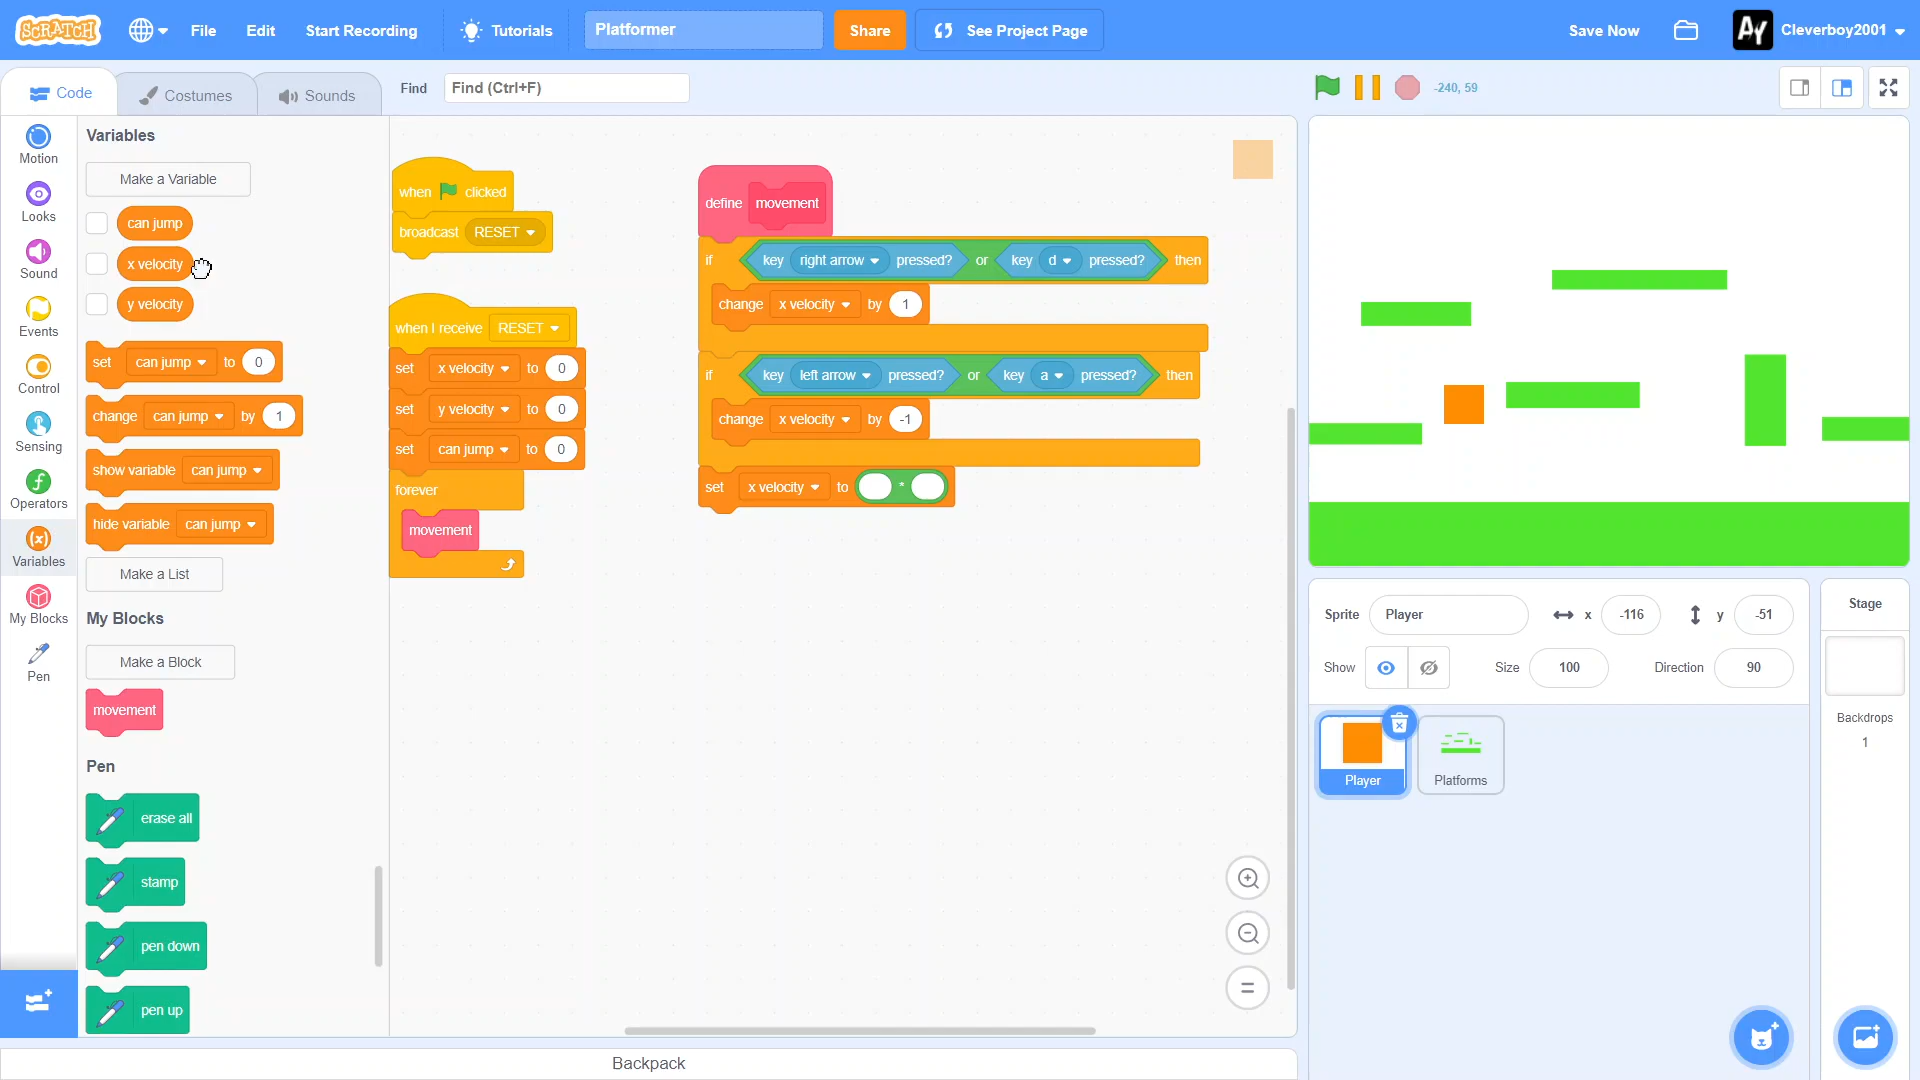 SCRATCH
File
Edit
Start Recording
Tutorials
Platformer
Share
See Project Page
Save Now
Ay
Cleverboy2001
Code
Costumes
Sounds
Find
Find (Ctrl+F)
-240, 59
Motion
Looks
Sound
Events
Control
Sensing
Operators
Variables
My Blocks
Pen
Variables
Make a Variable
can jump
x velocity
y velocity
set can jump to 0
change can jump by 1
show variable can jump
hide variable can jump
Make a List
My Blocks
Make a Block
movement
Pen
erase all
stamp
pen down
pen up
when clicked
broadcast RESET
when I receive RESET
set x velocity to 0
set y velocity to 0
set can jump to 0
forever
movement
define movement
if key right arrow pressed? or key d pressed? then
change x velocity by 1
if key left arrow pressed? or key a pressed? then
change x velocity by -1
set x velocity to *
Sprite Player x -116 y -51
Show Size 100 Direction 90
Player
Platforms
Stage
Backdrops
1
Backpack